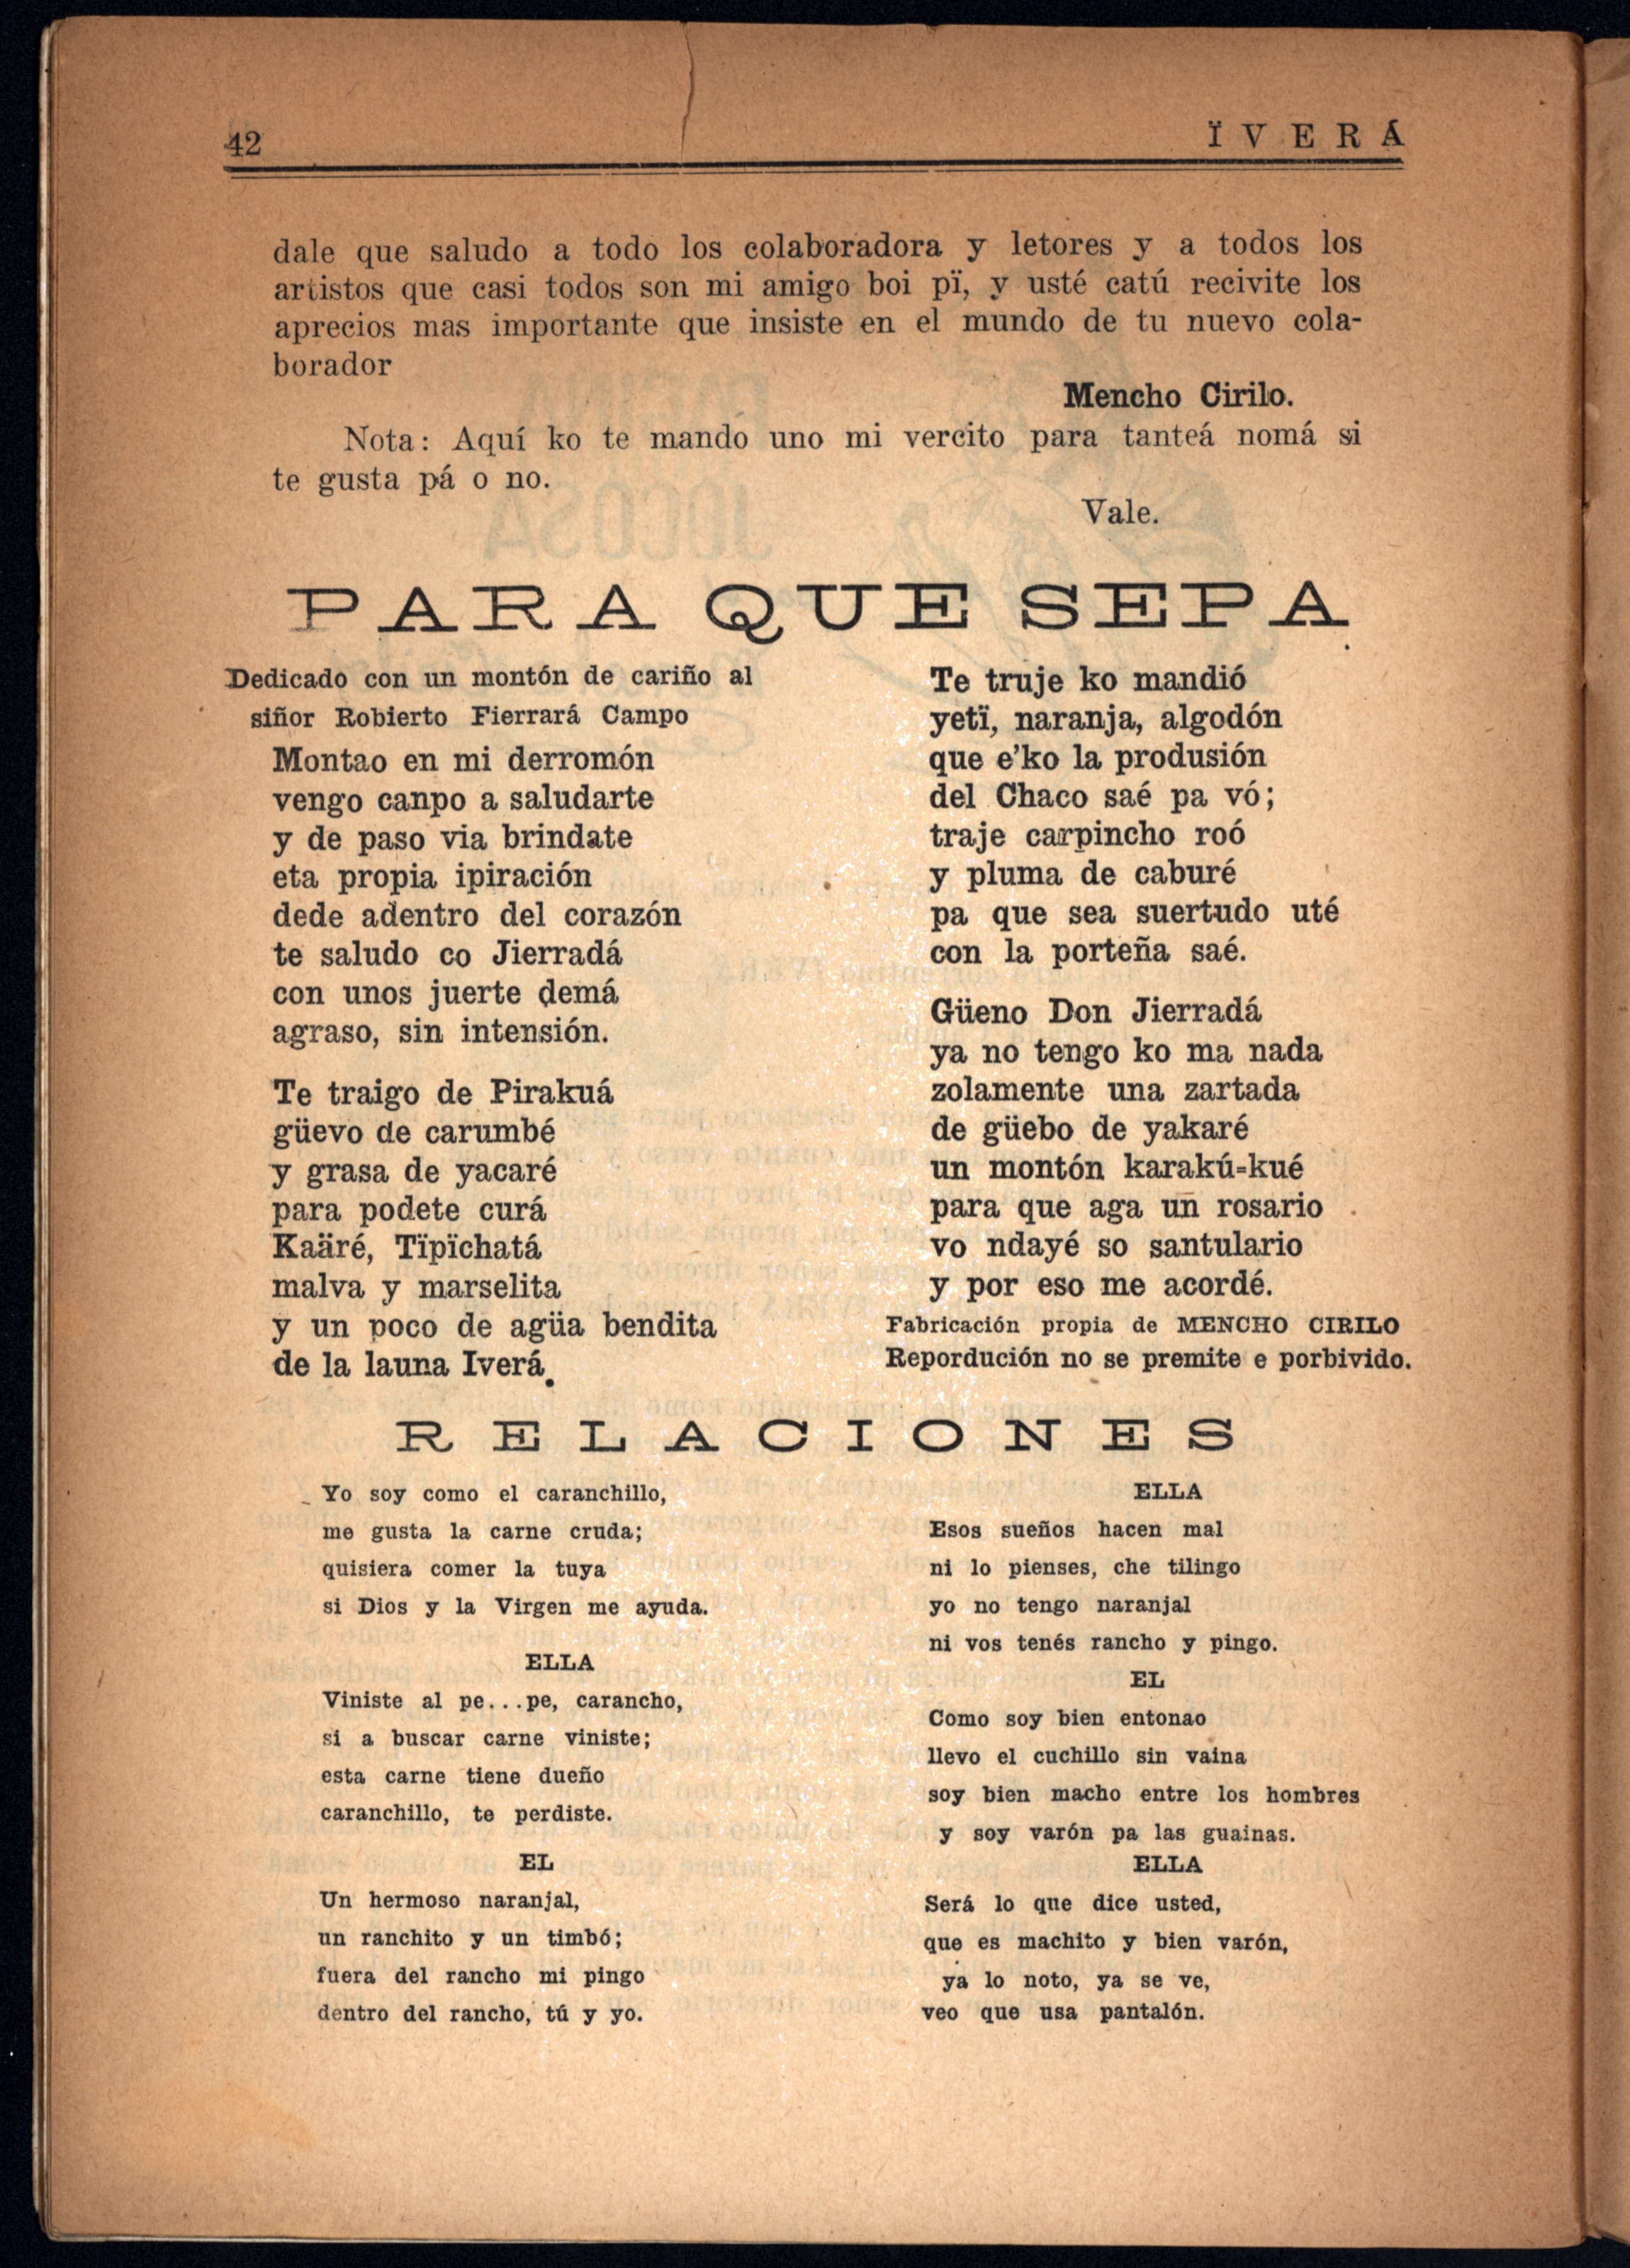 42
ÏVERÁ
dale que saludo a todo los colaboradora y letores y a todos los
artistos que casi todos son mi amigo boi pï, y usté catú recivite los
aprecios mas importante que insiste en el mundo de tu nuevo cola-
borador
Mencho Cirilo.
Nota: Aquí ko te mando uno mi vercito para tanteá nomá si
te gusta pá o no.
Vale.
PARA QUE SEPA
Dedicado con un montón de cariño al
siñor Robierto Fierrará Campo
Montao en mi derromón
vengo canpo a saludarte
y de paso via brindate
eta propia ipiración
dede adentro del corazón
te saludo co Jierradá
con unos juerte demá
agraso, sin intensión.
Te traigo de Pirakuá
güevo de carumbé
y grasa de yacaré
para podete curá
Kaäré, Tïpïchatá
malva y marselita
y un poco de agüa bendita
de la launa Iverá.
Te truje ko mandió
yetï, naranja, algodón
que e'ko la produsión
del Chaco saé pa vó;
traje carpincho roó
y pluma de caburé
pa que sea suertudo uté
con la porteña saé.
Güeno Don Jierradá
ya no tengo ko ma nada
zolamente una zartada
de güebo de yakaré
un montón karakú-kué
para que aga un rosario
vo ndayé so santulario
y por eso me acordé.
Fabricación propia de MENCHO CIRILO
Repordución no se premite e porbivido.
RELACIONES
Yo soy como el caranchillo,
me gusta la carne cruda;
quisiera comer la tuya
si Dios y la Virgen me ayuda.
ELLA
Viniste al pe...pe, carancho,
si a buscar carne viniste;
esta carne tiene dueño
caranchillo, te perdiste.
EL
Un hermoso naranjal,
un ranchito y un timbó;
fuera del rancho mi pingo
dentro del rancho, tú y yo.
ELLA
Esos sueños hacen mal
ni lo pienses, che tilingo
yo no tengo naranjal
ni vos tenés rancho y pingo.
EL
Como soy bien entonao
llevo el cuchillo sin vaina
soy bien macho entre los hombres
y soy varón pa las guainas.
ELLA
Será lo que dice usted,
que es machito y bien varón,
ya lo noto, ya se ve,
veo que usa pantalón.